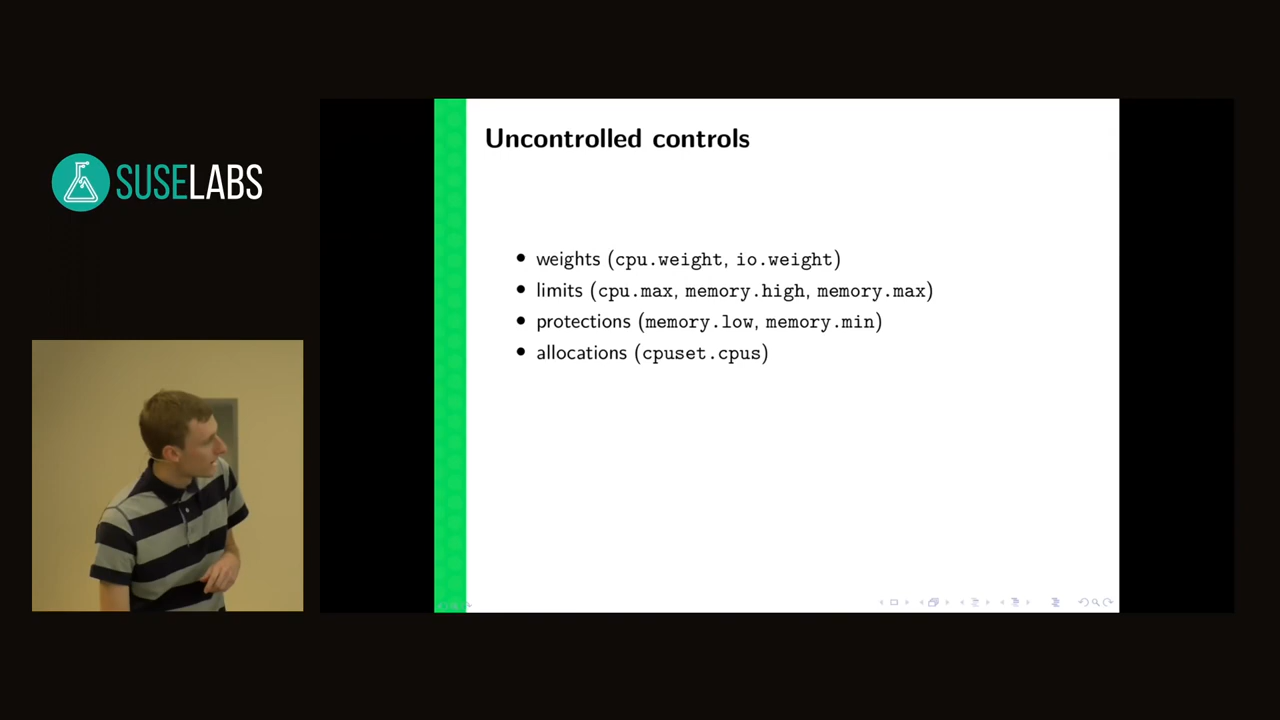 SUSELABS
Uncontrolled controls
• weights (cpu.weight, io.weight)
• limits (cpu.max, memory.high, memory.max)
• protections (memory.low, memory.min)
• allocations (cpuset.cpus)